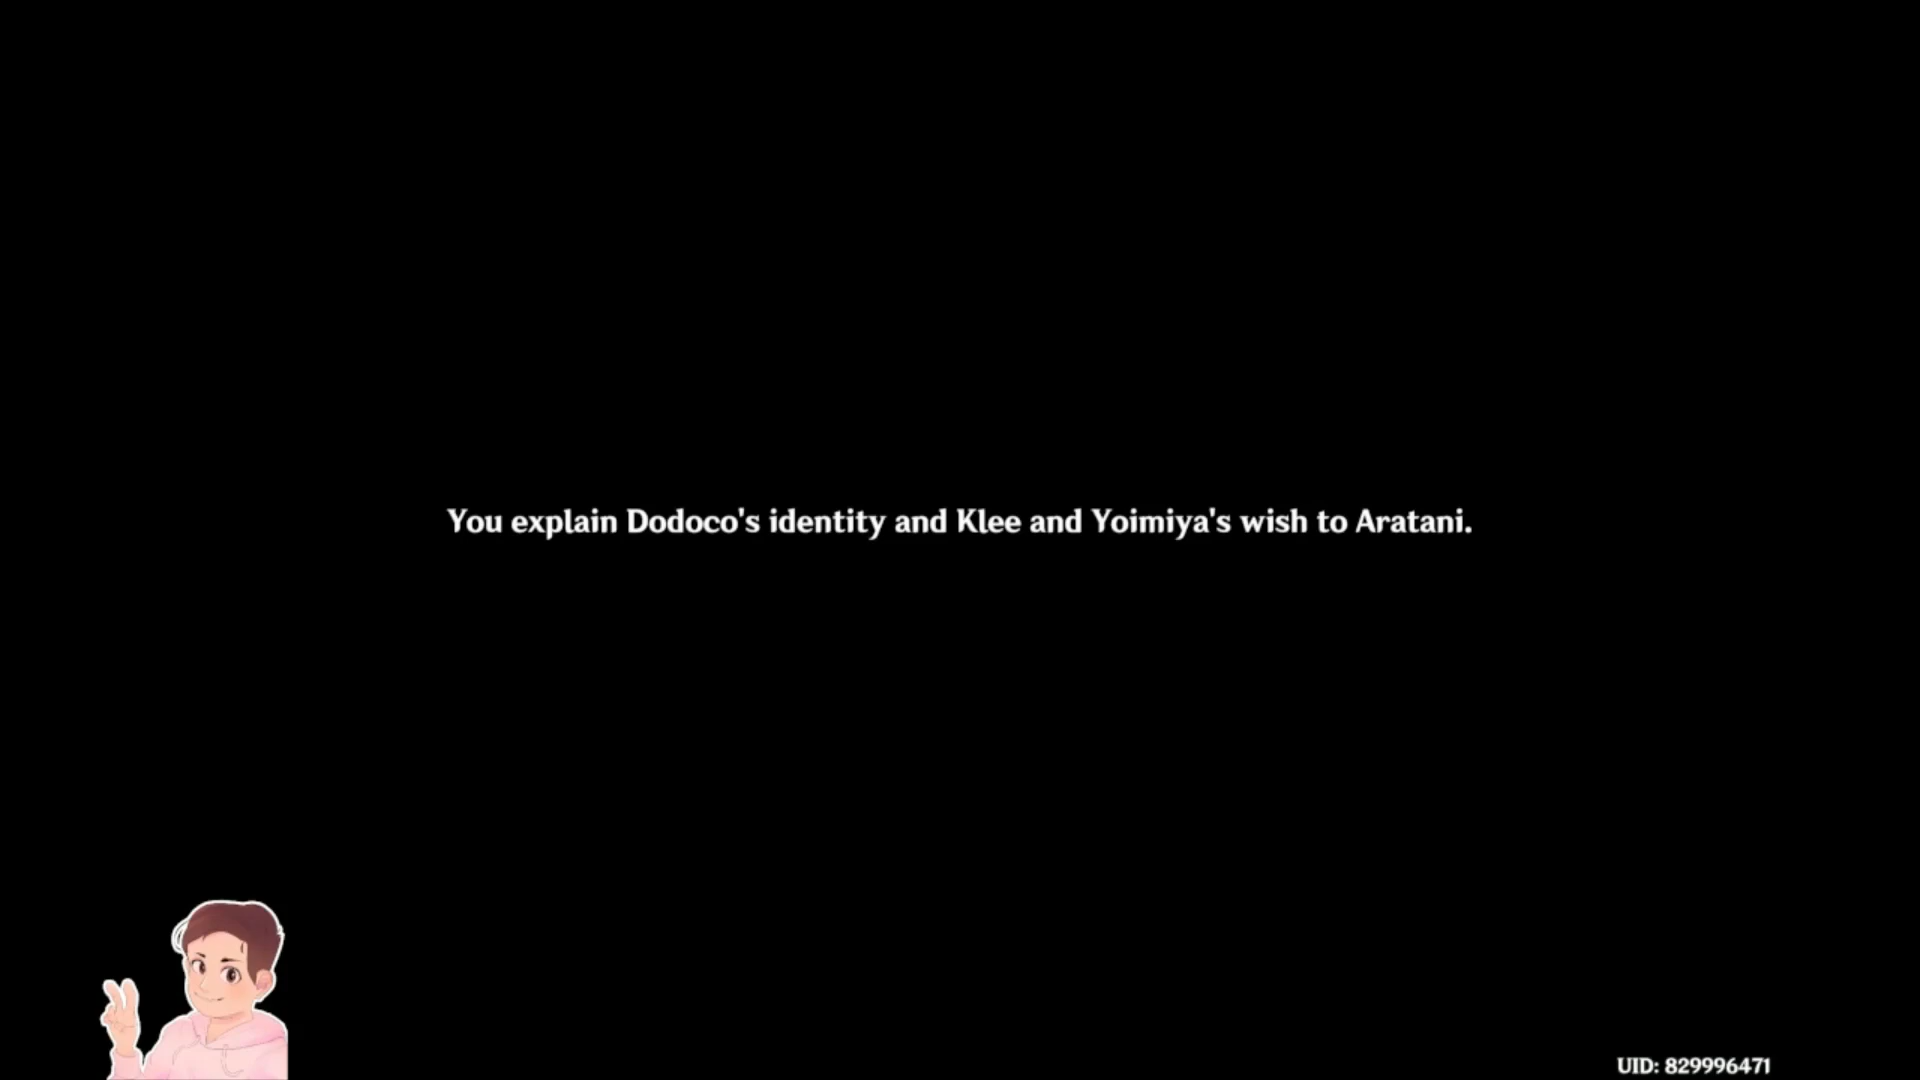 You explain Dodoco's identity and Klee and Yoimiya's wish to Aratani.
UID: 829996471